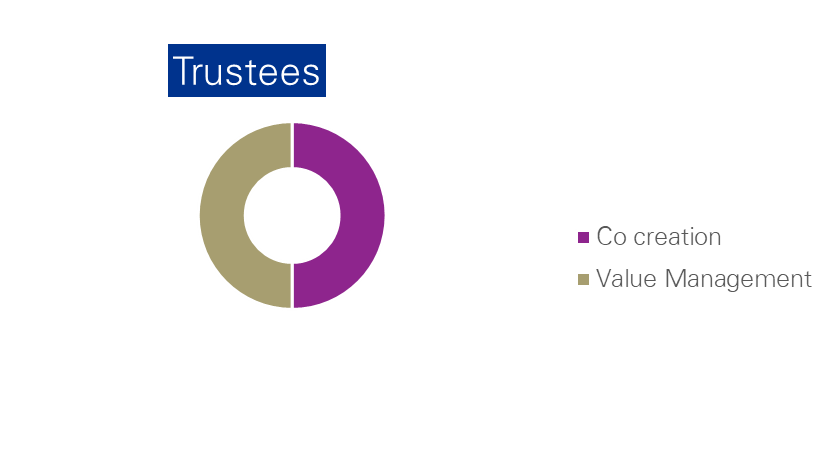 Trustees
Co creation
Value Management